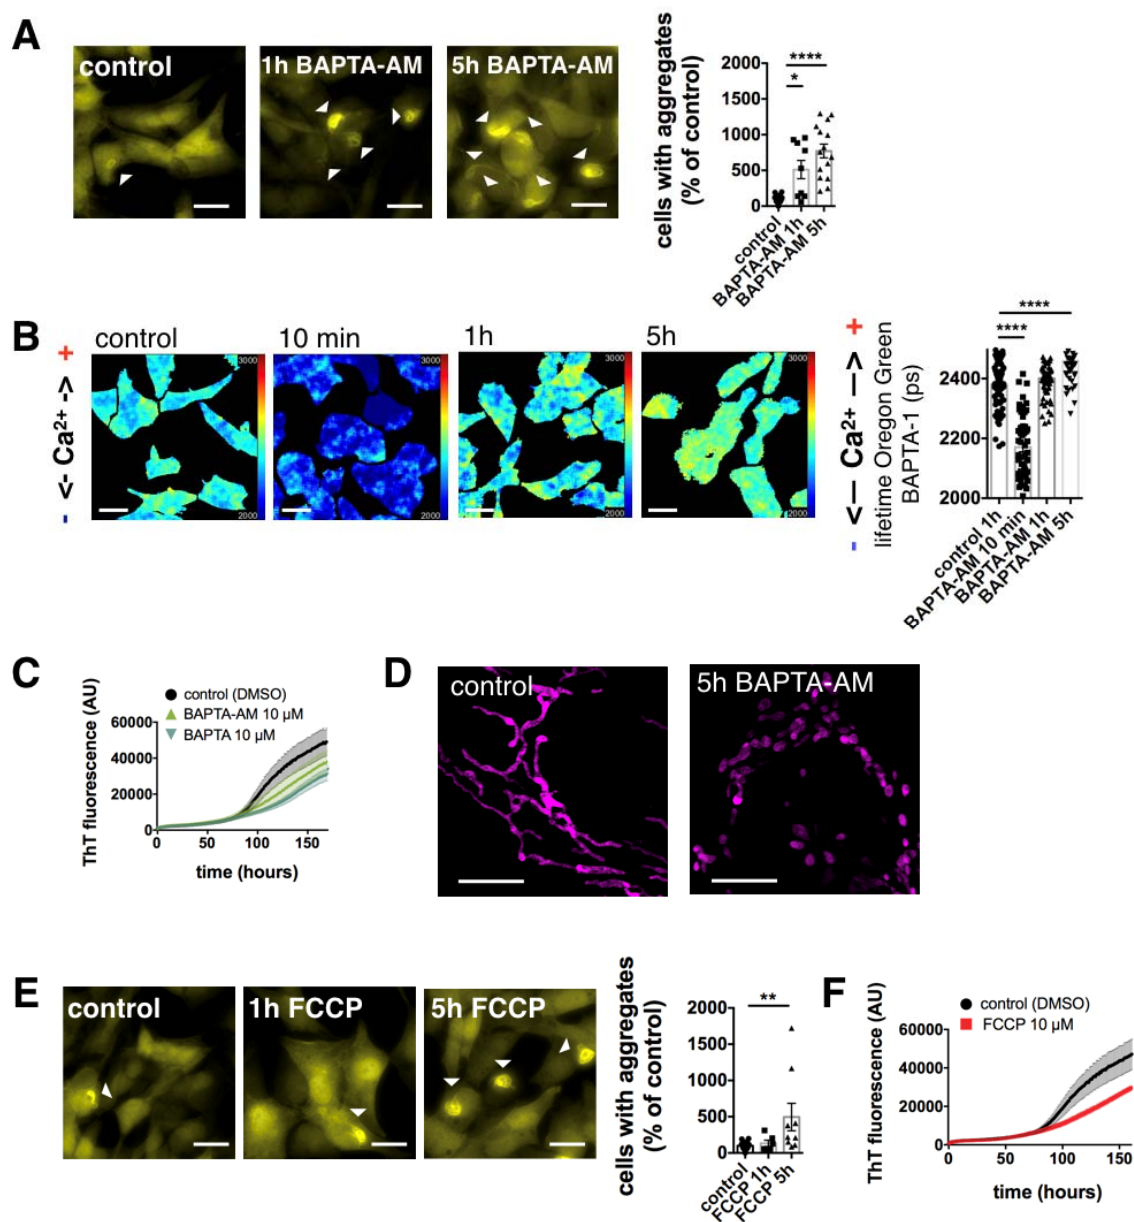 A
control
1h BAPTA-AM
5h BAPTA-AM
cells with aggregates
(% of control)
2000
1500
1000
500
0
****
*
control
BAPTA-AM 1h
BAPTA-AM 5h
B
- <- Ca2+ -> +
control
10 min
1h
5h
3000
2000
3000
2000
3000
2000
3000
2000
- <— Ca2+ —> +
lifetime Oregon Green
BAPTA-1 (ps)
2400
2200
2000
****
****
control 1h
BAPTA-AM 10 min
BAPTA-AM 1h
BAPTA-AM 5h
C
control (DMSO)
BAPTA-AM 10 µM
BAPTA 10 µM
ThT fluorescence (AU)
60000
40000
20000
0
0 50 100 150
time (hours)
D
control
5h BAPTA-AM
E
control
1h FCCP
5h FCCP
cells with aggregates
(% of control)
2000
1500
1000
500
0
**
control
FCCP 1h
FCCP 5h
F
control (DMSO)
FCCP 10 µM
ThT fluorescence (AU)
60000
40000
20000
0
0 50 100 150
time (hours)